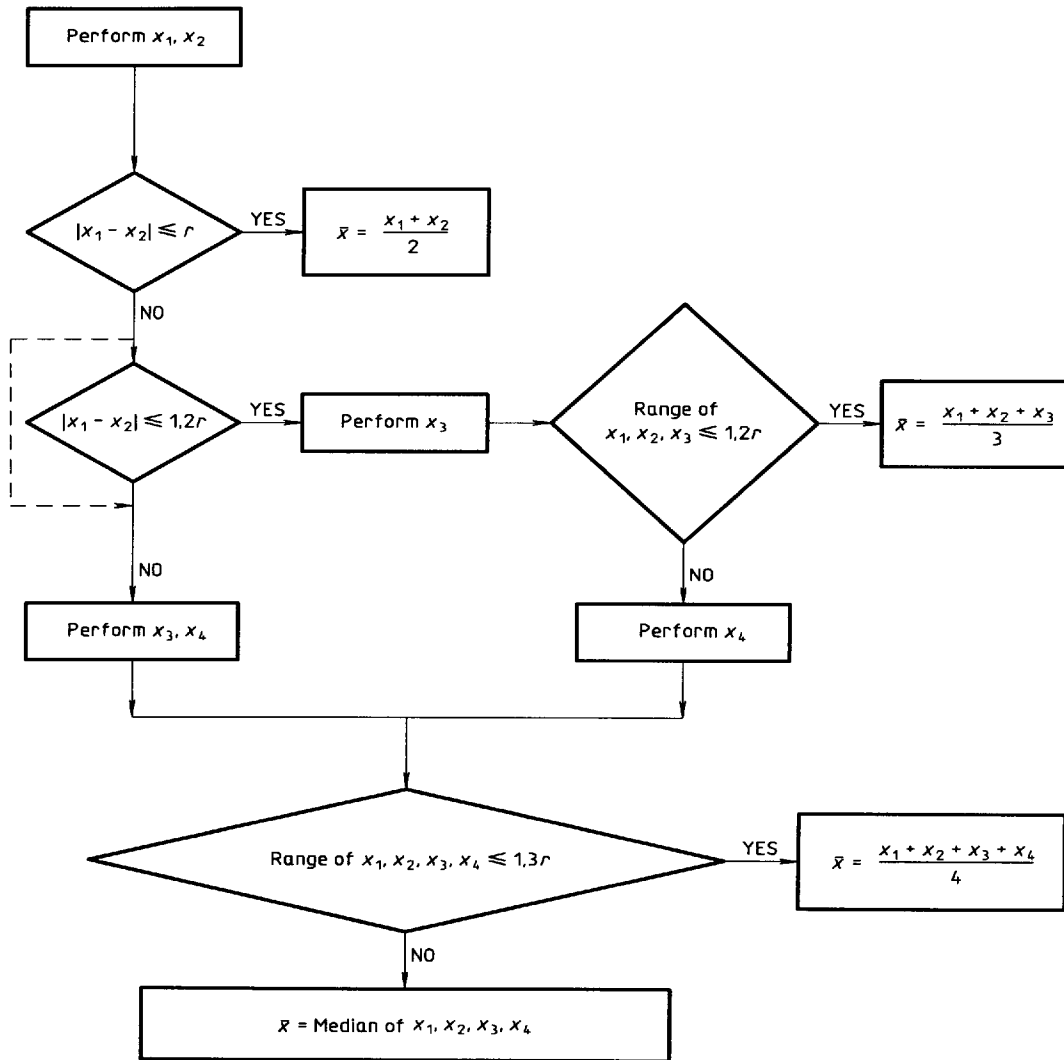 Perform x₁, x₂
|x₁ − x₂| ≤ r
YES
x̄ = (x₁ + x₂)/2
NO
|x₁ − x₂| ≤ 1,2r
YES
Perform x₃
Range of
x₁, x₂, x₃ ≤ 1,2r
YES
x̄ = (x₁ + x₂ + x₃)/3
NO
NO
Perform x₃, x₄
Perform x₄
Range of x₁, x₂, x₃, x₄ ≤ 1,3r
YES
x̄ = (x₁ + x₂ + x₃ + x₄)/4
NO
x̄ = Median of x₁, x₂, x₃, x₄